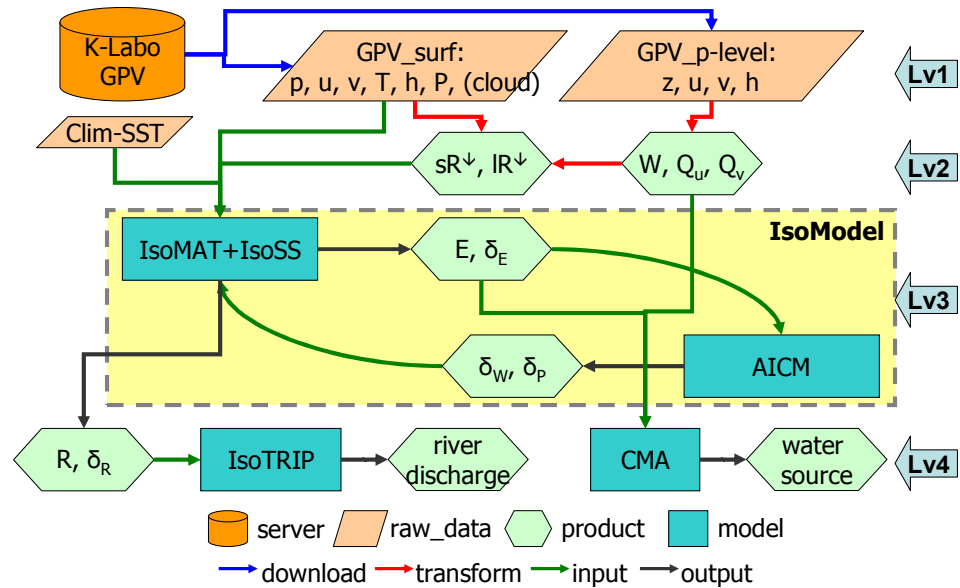 K-Labo
GPV
GPV_surf:
p, u, v, T, h, P, (cloud)
GPV_p-level:
z, u, v, h
Lv1
Clim-SST
sR↓, lR↓
W, Qu, Qv
Lv2
IsoModel
IsoMAT+IsoSS
E, δE
Lv3
δW, δP
AICM
R, δR
IsoTRIP
river
discharge
CMA
water
source
Lv4
server
raw_data
product
model
download
transform
input
output